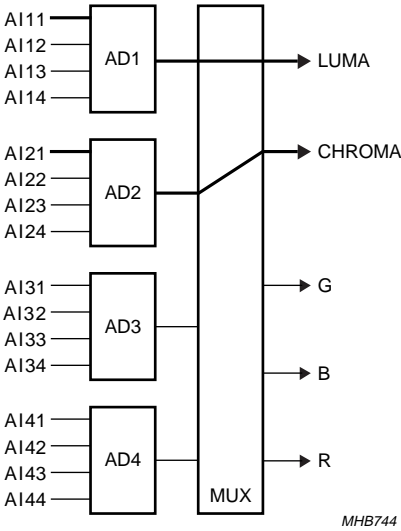 AI11
AI12
AI13
AI14
AD1
LUMA
AI21
AI22
AI23
AI24
AD2
CHROMA
AI31
AI32
AI33
AI34
AD3
G
B
AI41
AI42
AI43
AI44
AD4
R
MUX
MHB744